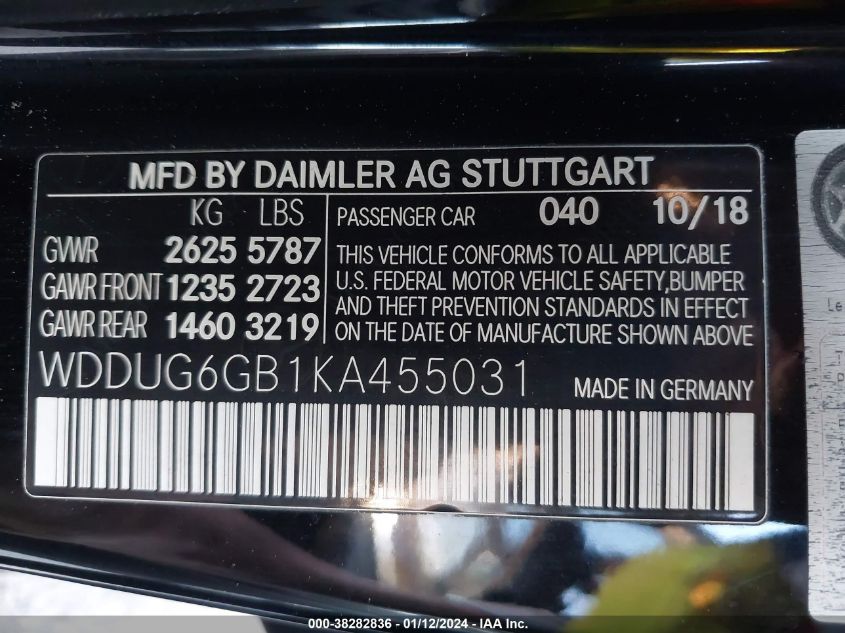 MFD BY DAIMLER AG STUTTGART
KG LBS
GVWR 2625 5787
GAWR FRONT 1235 2723
GAWR REAR 1460 3219
PASSENGER CAR 040 10/18
THIS VEHICLE CONFORMS TO ALL APPLICABLE
U.S. FEDERAL MOTOR VEHICLE SAFETY,BUMPER
AND THEFT PREVENTION STANDARDS IN EFFECT
ON THE DATE OF MANUFACTURE SHOWN ABOVE
WDDUG6GB1KA455031
MADE IN GERMANY
Le
000-38282836 - 01/12/2024 - IAA Inc.